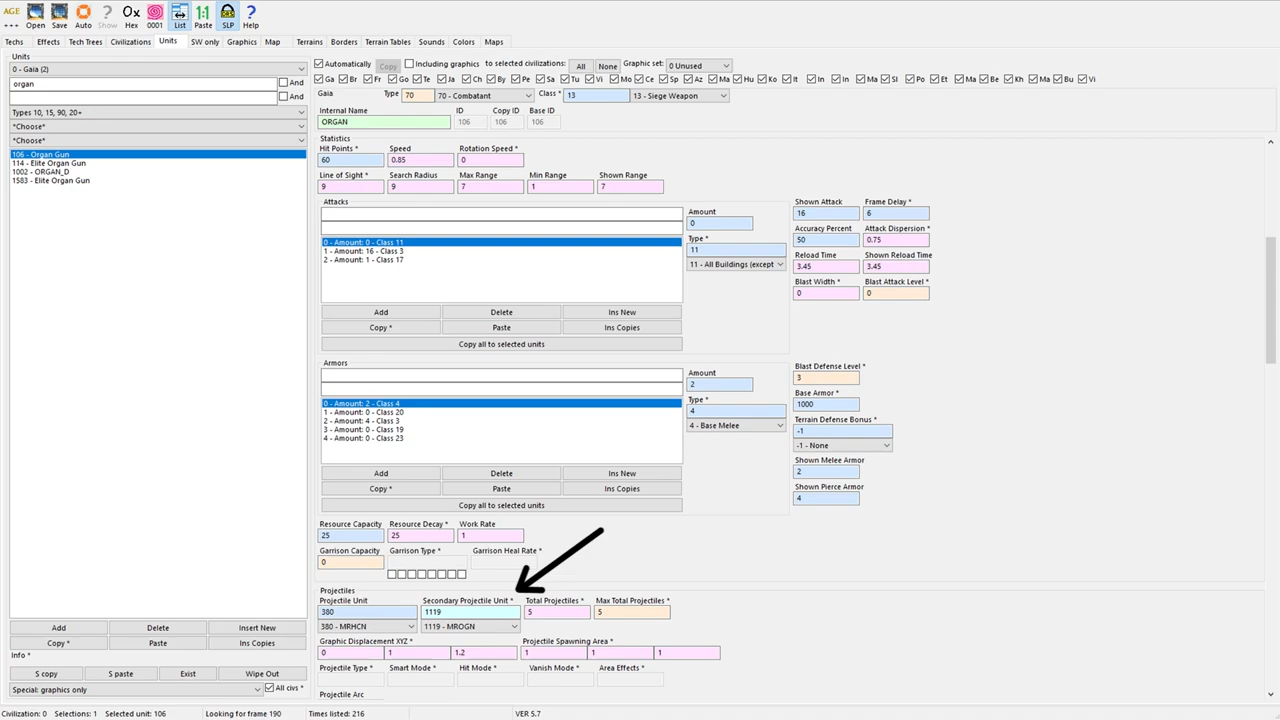 AGE
Ox 0001 1:1 SLP ?
... Open Save Auto Show Hex 0001 List Paste SLP Help
Techs Effects Tech Trees Civilizations Units SW only Graphics Map Terrains Borders Terrain Tables Sounds Colors Maps
Units
0 - Gaia (2)
organ And
And
Types 10, 15, 90, 20+
*Choose*
*Choose*
106 - Organ Gun
114 - Elite Organ Gun
1002 - ORGAN_D
1583 - Elite Organ Gun
Add Delete Insert New
Copy * Paste Ins Copies
Info *
S copy S paste Exist Wipe Out
Special: graphics only All civs *
Automatically Copy Including graphics to selected civilizations: All None Graphic set: 0 Unused
Ga Br Fr Go Te Ja Ch By Pe Sa Tu Vi Mo Ce Sp Az Ma Hu Ko It In In Ma Sl Po Et Ma Be Kh Ma Bu Vi
Gaia Type 70 70 - Combatant Class * 13 13 - Siege Weapon
Internal Name ID Copy ID Base ID
ORGAN 106 106 106
Statistics
Hit Points * Speed Rotation Speed *
60 0.85 0
Line of Sight * Search Radius Max Range Min Range Shown Range
9 9 7 1 7
Attacks
Amount
0
Type *
11
11 - All Buildings (except
0 - Amount: 0 - Class 11
1 - Amount: 16 - Class 3
2 - Amount: 1 - Class 17
Add Delete Ins New
Copy * Paste Ins Copies
Copy all to selected units
Shown Attack Frame Delay *
16 6
Accuracy Percent Attack Dispersion *
50 0.75
Reload Time Shown Reload Time
3.45 3.45
Blast Width * Blast Attack Level *
0 0
Armors
Amount
2
Type *
4
4 - Base Melee
0 - Amount: 2 - Class 4
1 - Amount: 0 - Class 20
2 - Amount: 4 - Class 3
3 - Amount: 0 - Class 19
4 - Amount: 0 - Class 23
Add Delete Ins New
Copy * Paste Ins Copies
Copy all to selected units
Blast Defense Level *
3
Base Armor *
1000
Terrain Defense Bonus *
-1
-1 - None
Shown Melee Armor
2
Shown Pierce Armor
4
Resource Capacity Resource Decay * Work Rate
25 25 1
Garrison Capacity Garrison Type * Garrison Heal Rate *
0
Projectiles
Projectile Unit Secondary Projectile Unit * Total Projectiles * Max Total Projectiles *
380 1119 5 5
380 - MRHCN 1119 - MROGN
Graphic Displacement XYZ * Projectile Spawning Area *
0 1 1.2 1 1 1
Projectile Type * Smart Mode * Hit Mode * Vanish Mode * Area Effects *
Projectile Arc
Civilization: 0 Selections: 1 Selected unit: 106 Looking for frame 190 Times listed: 216 VER 5.7